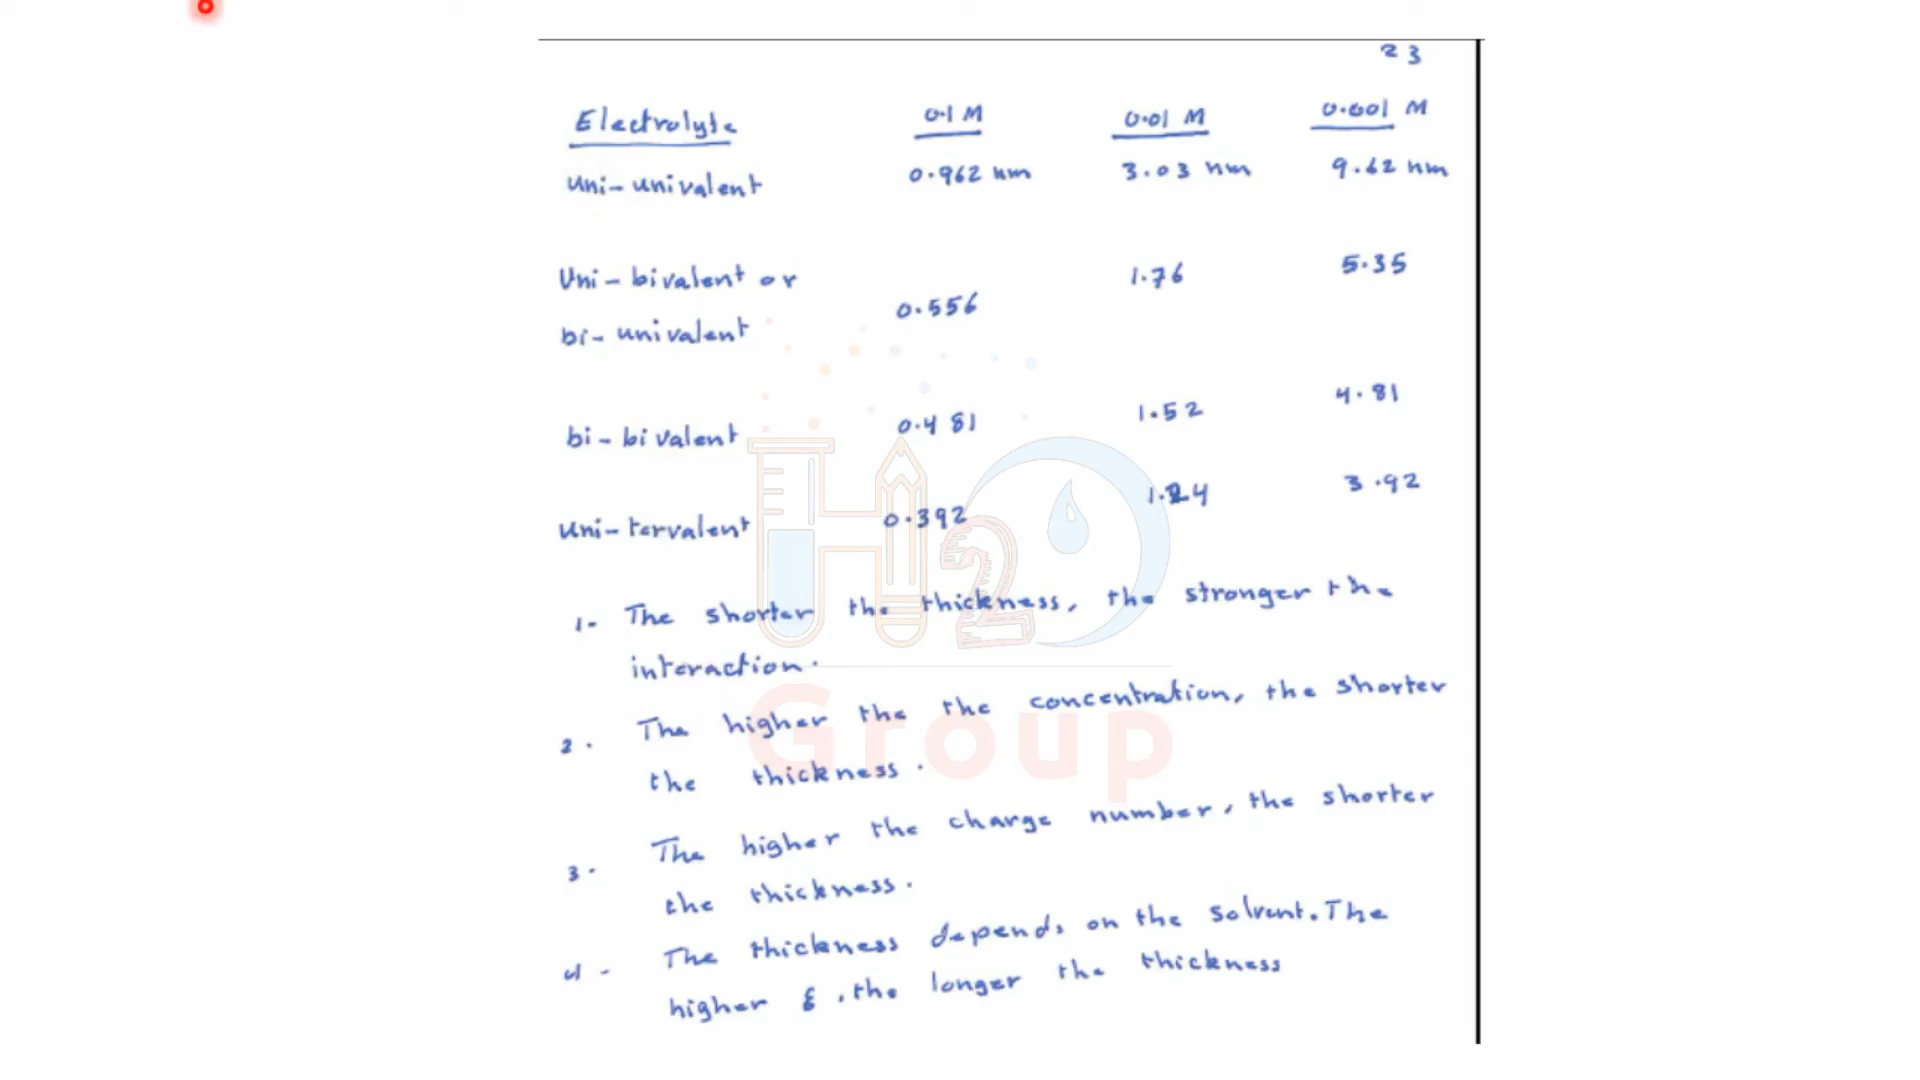 23
Electrolyte 0.1 M 0.01 M 0.001 M
Uni-univalent 0.962 nm 3.03 nm 9.62 nm
Uni-bivalent or 1.76 5.35
0.556
bi-univalent
bi-bivalent 0.481 1.52 4.81
Uni-tervalent 0.392 1.24 3.92
1- The shorter the thickness, the stronger the
interaction.
2. The higher the the concentration, the shorter
the thickness.
3- The higher the charge number, the shorter
the thickness.
4- The thickness depends on the solvent. The
higher ε, the longer the thickness
H2O
Group